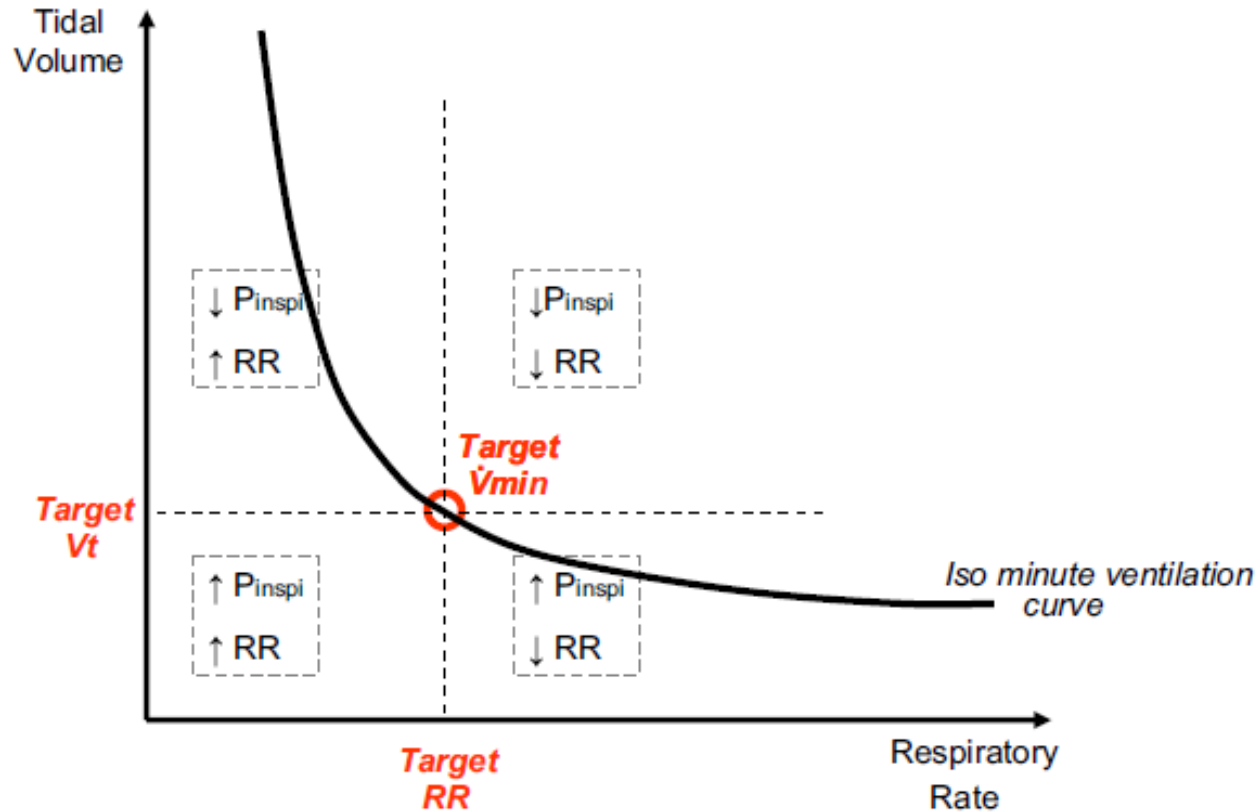 Tidal
Volume
↓ Pinspi
↑ RR
↓Pinspi
↓ RR
Target
V̇min
Target
Vt
↑ Pinspi
↑ RR
↑ Pinspi
↓ RR
Iso minute ventilation
curve
Target
RR
Respiratory
Rate